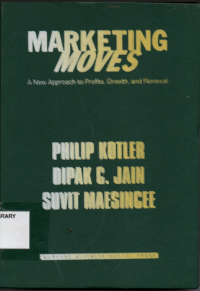 MARKETING
MOVES
A New Approach to Profits, Growth, and Renewal
PHILIP KOTLER
DIPAK C. JAIN
SUVIT MAESINCEE
RARY